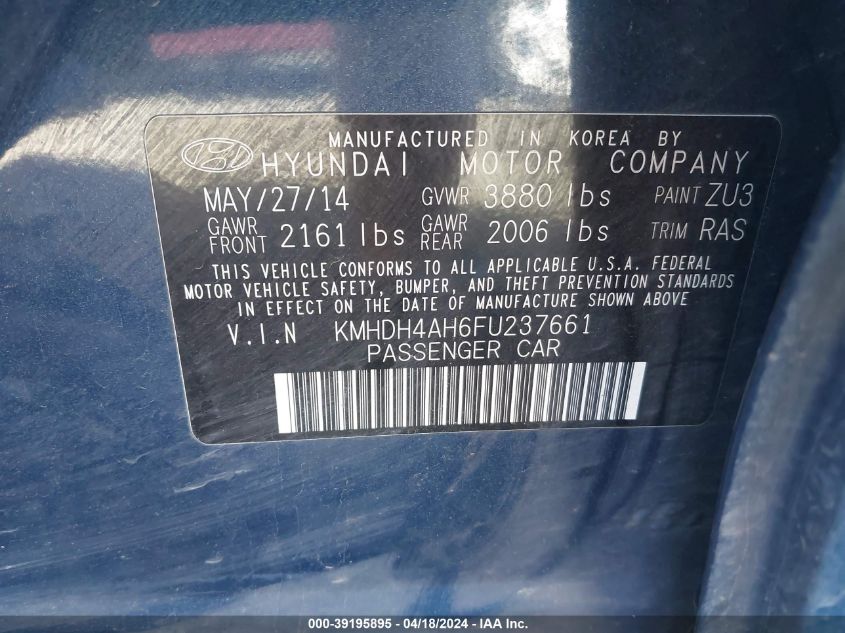 MANUFACTURED IN KOREA BY
HYUNDAI MOTOR COMPANY
MAY/27/14 GVWR 3880 lbs PAINT ZU3
GAWR FRONT 2161 lbs GAWR REAR 2006 lbs TRIM RAS
THIS VEHICLE CONFORMS TO ALL APPLICABLE U.S.A. FEDERAL
MOTOR VEHICLE SAFETY, BUMPER, AND THEFT PREVENTION STANDARDS
IN EFFECT ON THE DATE OF MANUFACTURE SHOWN ABOVE
V.I.N KMHDH4AH6FU237661
PASSENGER CAR
000-39195895 - 04/18/2024 - IAAI Inc.